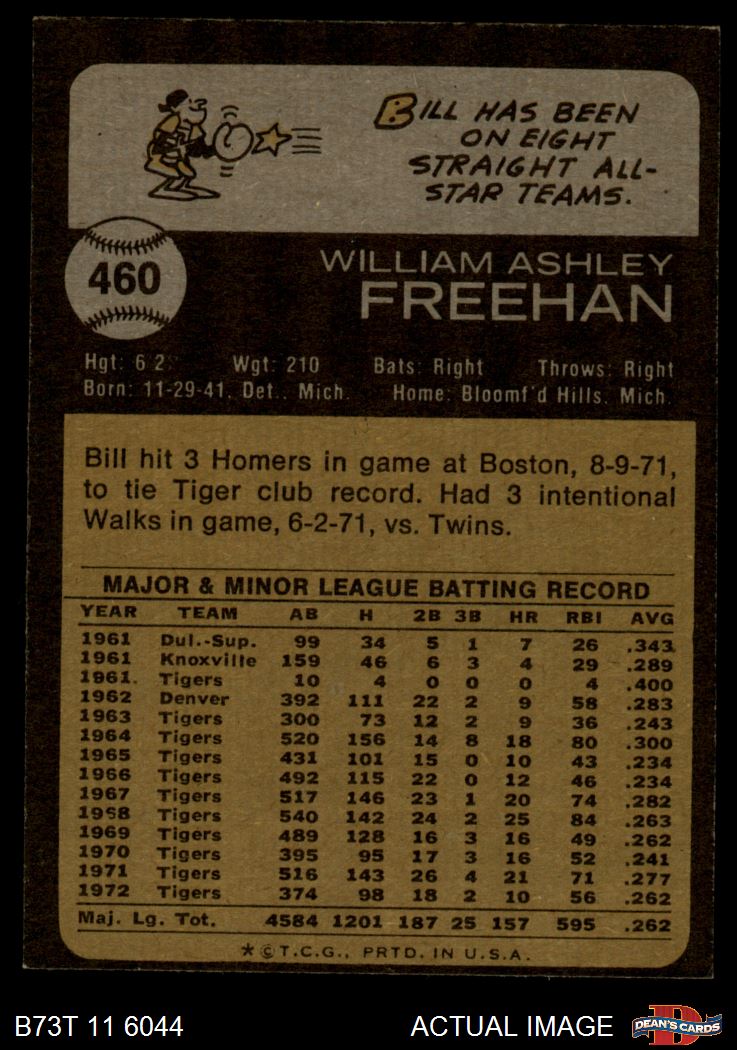 BILL HAS BEEN
ON EIGHT
STRAIGHT ALL-
STAR TEAMS.
460
WILLIAM ASHLEY
FREEHAN
Hgt: 6'2" Wgt: 210 Bats: Right Throws: Right
Born: 11-29-41, Det., Mich. Home: Bloomf'd Hills, Mich.
Bill hit 3 Homers in game at Boston, 8-9-71,
to tie Tiger club record. Had 3 intentional
Walks in game, 6-2-71, vs. Twins.
MAJOR & MINOR LEAGUE BATTING RECORD
YEAR TEAM AB H 2B 3B HR RBI AVG
1961 Dul.-Sup. 99 34 5 1 7 26 .343
1961 Knoxville 159 46 6 3 4 29 .289
1961 Tigers 10 4 0 0 0 4 .400
1962 Denver 392 111 22 2 9 58 .283
1963 Tigers 300 73 12 2 9 36 .243
1964 Tigers 520 156 14 8 18 80 .300
1965 Tigers 431 101 15 0 10 43 .234
1966 Tigers 492 115 22 0 12 46 .234
1967 Tigers 517 146 23 1 20 74 .282
1968 Tigers 540 142 24 2 25 84 .263
1969 Tigers 489 128 16 3 16 49 .262
1970 Tigers 395 95 17 3 16 52 .241
1971 Tigers 516 143 26 4 21 71 .277
1972 Tigers 374 98 18 2 10 56 .262
Maj. Lg. Tot. 4584 1201 187 25 157 595 .262
*©T.C.G., PRTD. IN U.S.A.
B73T 11 6044 ACTUAL IMAGE DEAN'S CARDS